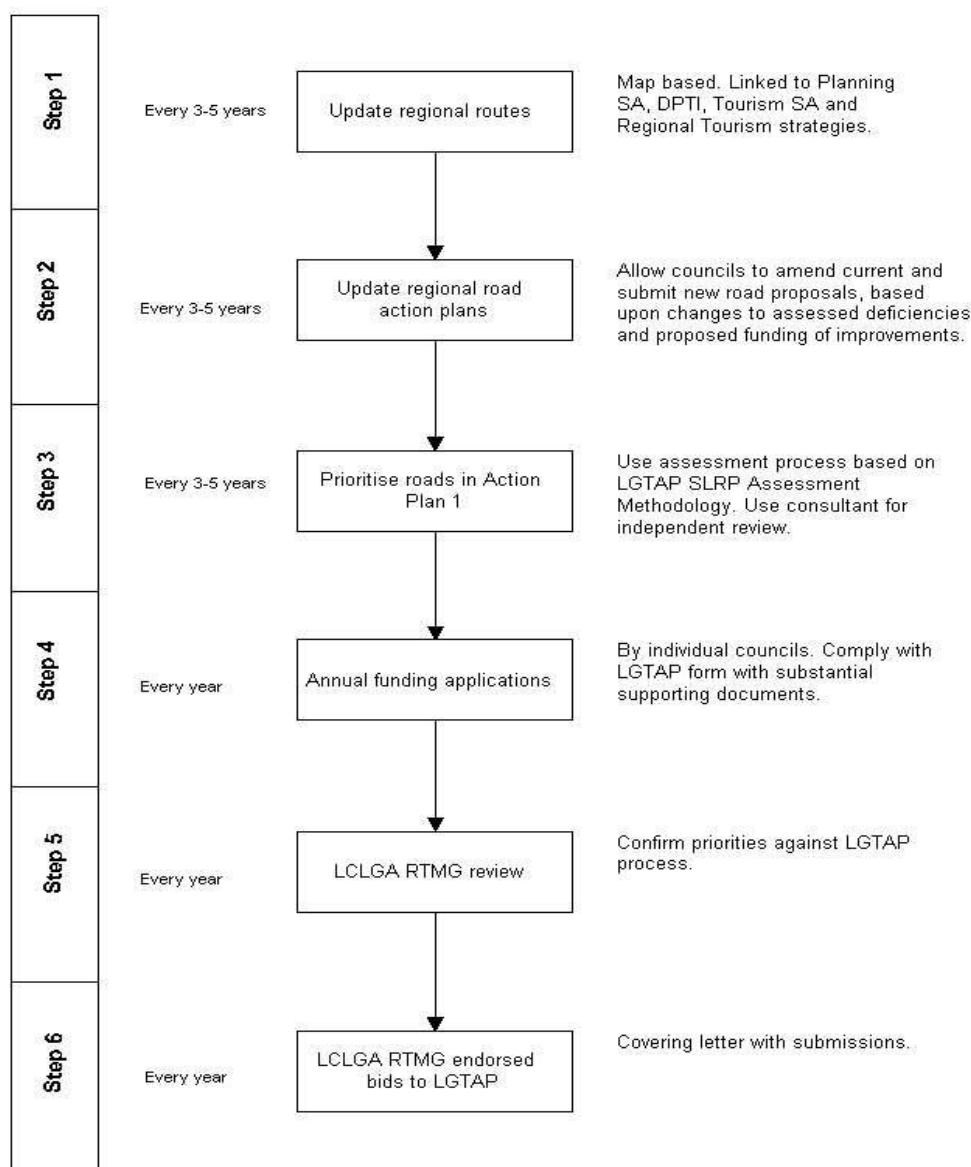 Step 1
Every 3-5 years
Update regional routes
Map based. Linked to Planning
SA, DPTI, Tourism SA and
Regional Tourism strategies.
Step 2
Every 3-5 years
Update regional road
action plans
Allow councils to amend current and
submit new road proposals, based
upon changes to assessed deficiencies
and proposed funding of improvements.
Step 3
Every 3-5 years
Prioritise roads in Action
Plan 1
Use assessment process based on
LGTAP SLRP Assessment
Methodology. Use consultant for
independent review.
Step 4
Every year
Annual funding applications
By individual councils. Comply with
LGTAP form with substantial
supporting documents.
Step 5
Every year
LCLGA RTMG review
Confirm priorities against LGTAP
process.
Step 6
Every year
LCLGA RTMG endorsed
bids to LGTAP
Covering letter with submissions.